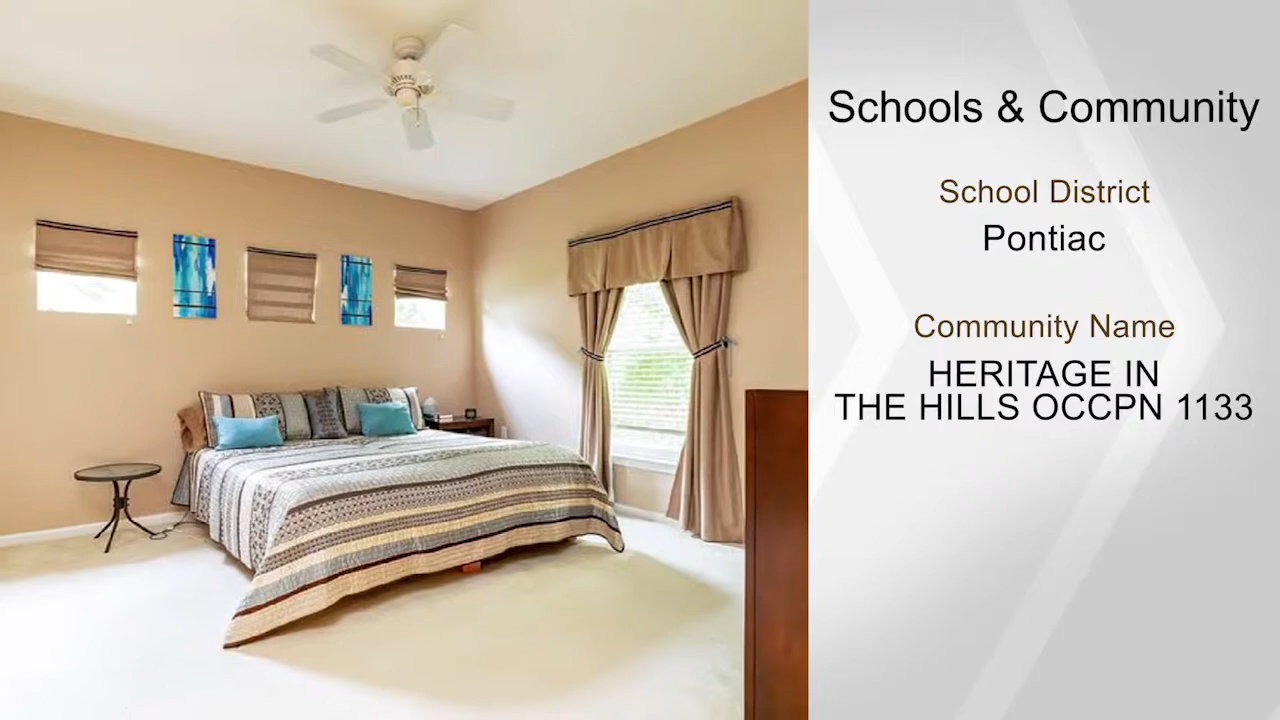 Schools & Community
School District
Pontiac
Community Name
HERITAGE IN
THE HILLS OCCPN 1133